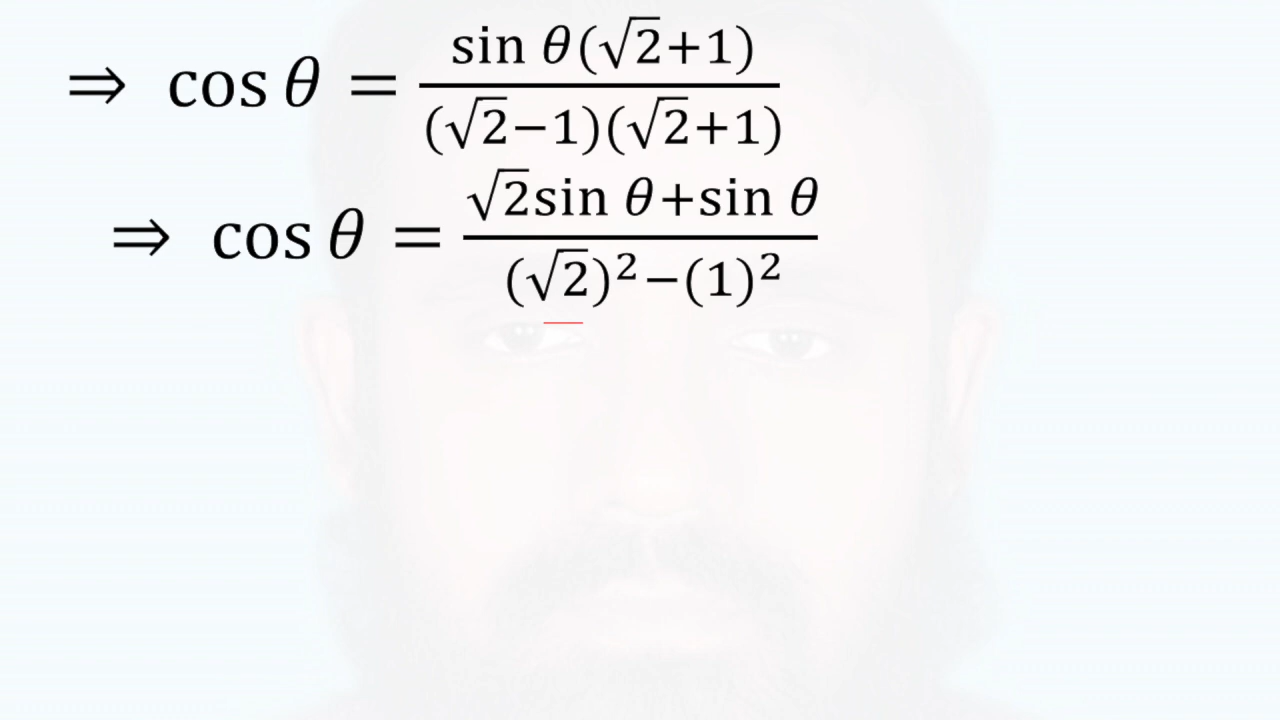 ⇒ cos θ = sin θ(√2+1) / (√2−1)(√2+1)
⇒ cos θ = √2sin θ+sin θ / (√2)²−(1)²